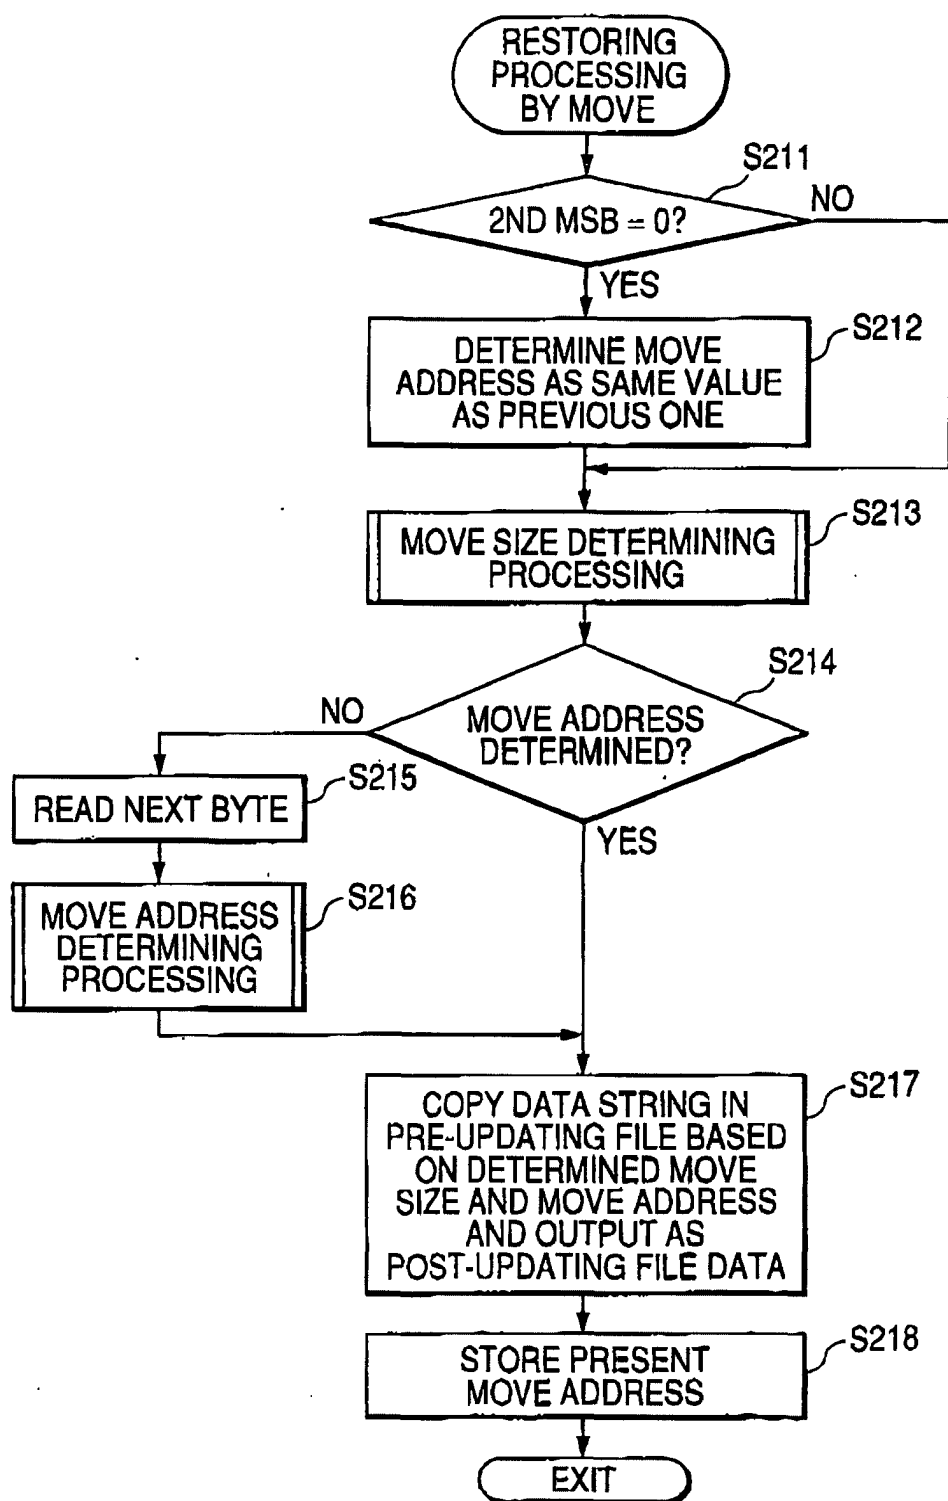 RESTORING
PROCESSING
BY MOVE
S211
2ND MSB = 0?
NO
YES
S212
DETERMINE MOVE
ADDRESS AS SAME VALUE
AS PREVIOUS ONE
S213
MOVE SIZE DETERMINING
PROCESSING
S214
MOVE ADDRESS
DETERMINED?
NO
YES
S215
READ NEXT BYTE
S216
MOVE ADDRESS
DETERMINING
PROCESSING
S217
COPY DATA STRING IN
PRE-UPDATING FILE BASED
ON DETERMINED MOVE
SIZE AND MOVE ADDRESS
AND OUTPUT AS
POST-UPDATING FILE DATA
S218
STORE PRESENT
MOVE ADDRESS
EXIT